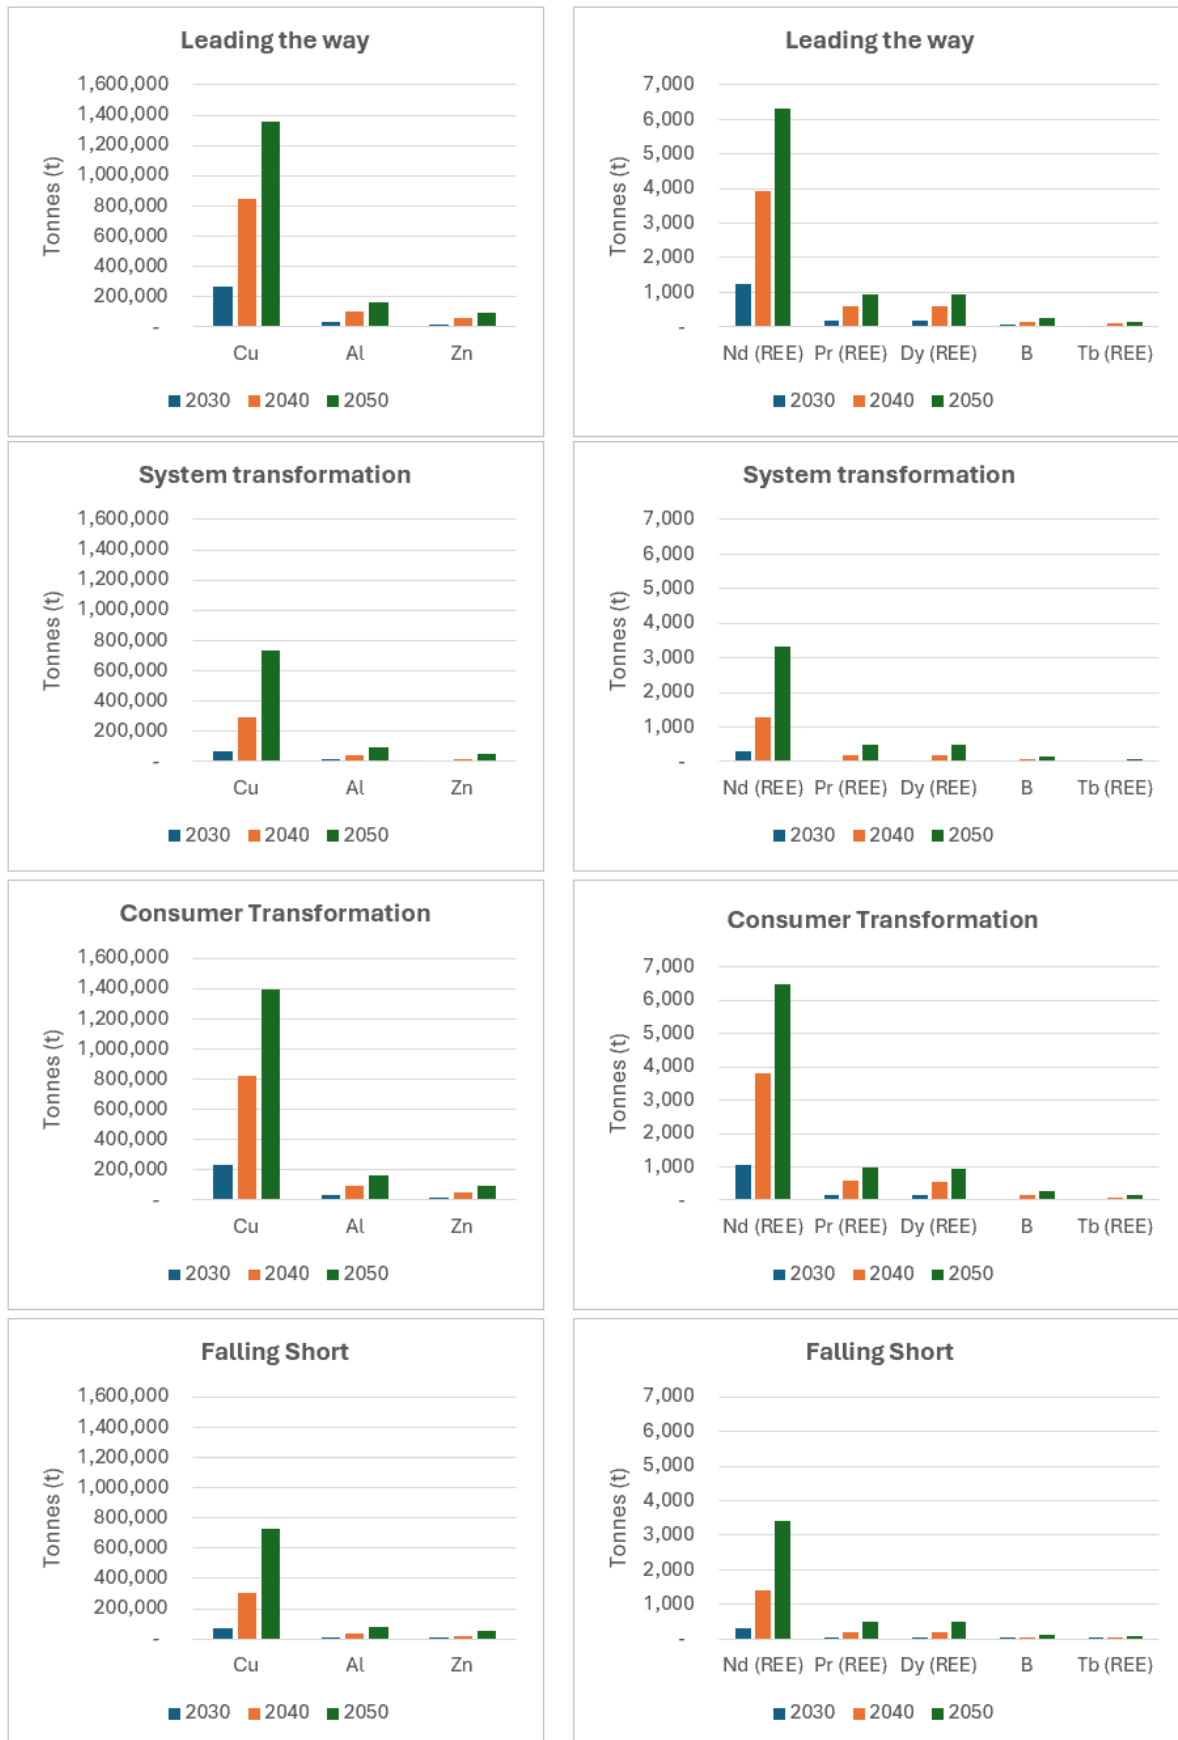 Leading the way
1,600,000
1,400,000
1,200,000
1,000,000
800,000
600,000
400,000
200,000
-
Tonnes (t)
Cu Al Zn
2030 2040 2050
Leading the way
7,000
6,000
5,000
4,000
3,000
2,000
1,000
-
Tonnes (t)
Nd (REE) Pr (REE) Dy (REE) B Tb (REE)
2030 2040 2050
System transformation
1,600,000
1,400,000
1,200,000
1,000,000
800,000
600,000
400,000
200,000
-
Tonnes (t)
Cu Al Zn
2030 2040 2050
System transformation
7,000
6,000
5,000
4,000
3,000
2,000
1,000
-
Tonnes (t)
Nd (REE) Pr (REE) Dy (REE) B Tb (REE)
2030 2040 2050
Consumer Transformation
1,600,000
1,400,000
1,200,000
1,000,000
800,000
600,000
400,000
200,000
-
Tonnes (t)
Cu Al Zn
2030 2040 2050
Consumer Transformation
7,000
6,000
5,000
4,000
3,000
2,000
1,000
-
Tonnes (t)
Nd (REE) Pr (REE) Dy (REE) B Tb (REE)
2030 2040 2050
Falling Short
1,600,000
1,400,000
1,200,000
1,000,000
800,000
600,000
400,000
200,000
-
Tonnes (t)
Cu Al Zn
2030 2040 2050
Falling Short
7,000
6,000
5,000
4,000
3,000
2,000
1,000
-
Tonnes (t)
Nd (REE) Pr (REE) Dy (REE) B Tb (REE)
2030 2040 2050